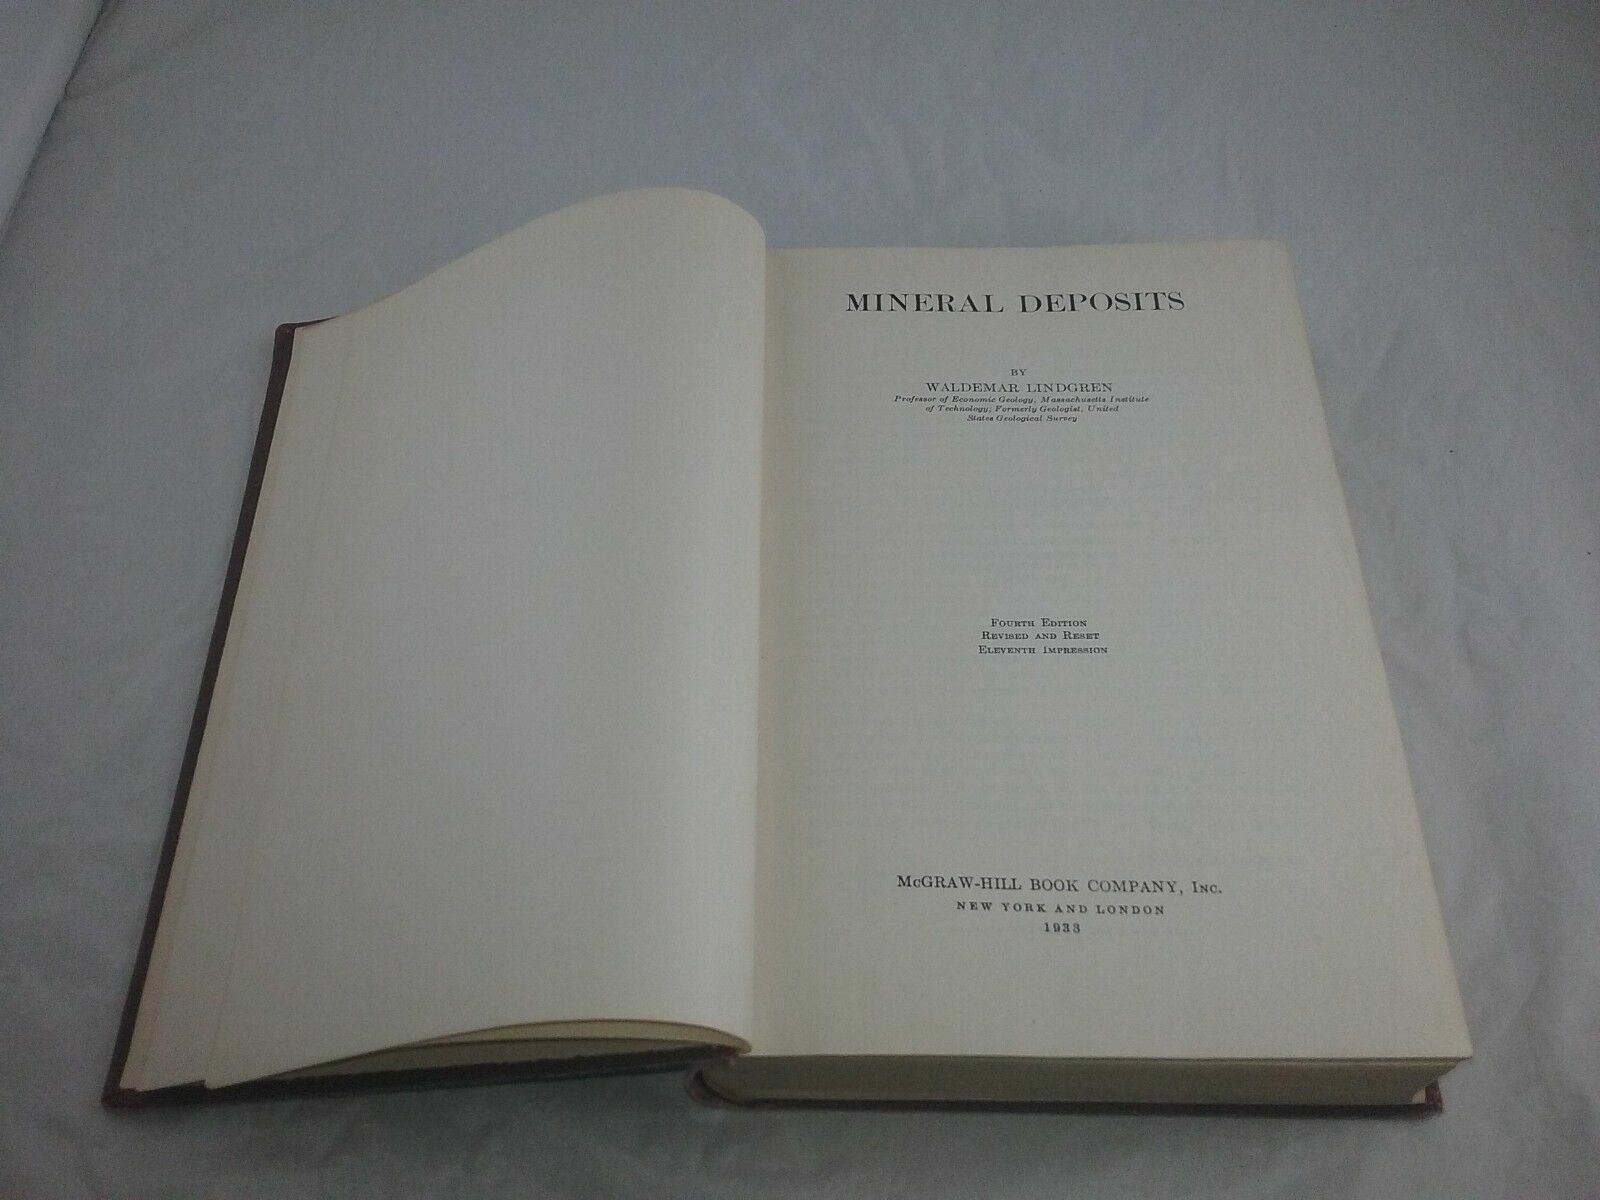 MINERAL DEPOSITS
BY
WALDEMAR LINDGREN
Professor of Economic Geology, Massachusetts Institute
of Technology; Formerly Geologist, United
States Geological Survey
FOURTH EDITION
REVISED AND RESET
ELEVENTH IMPRESSION
McGRAW-HILL BOOK COMPANY, INC.
NEW YORK AND LONDON
1933